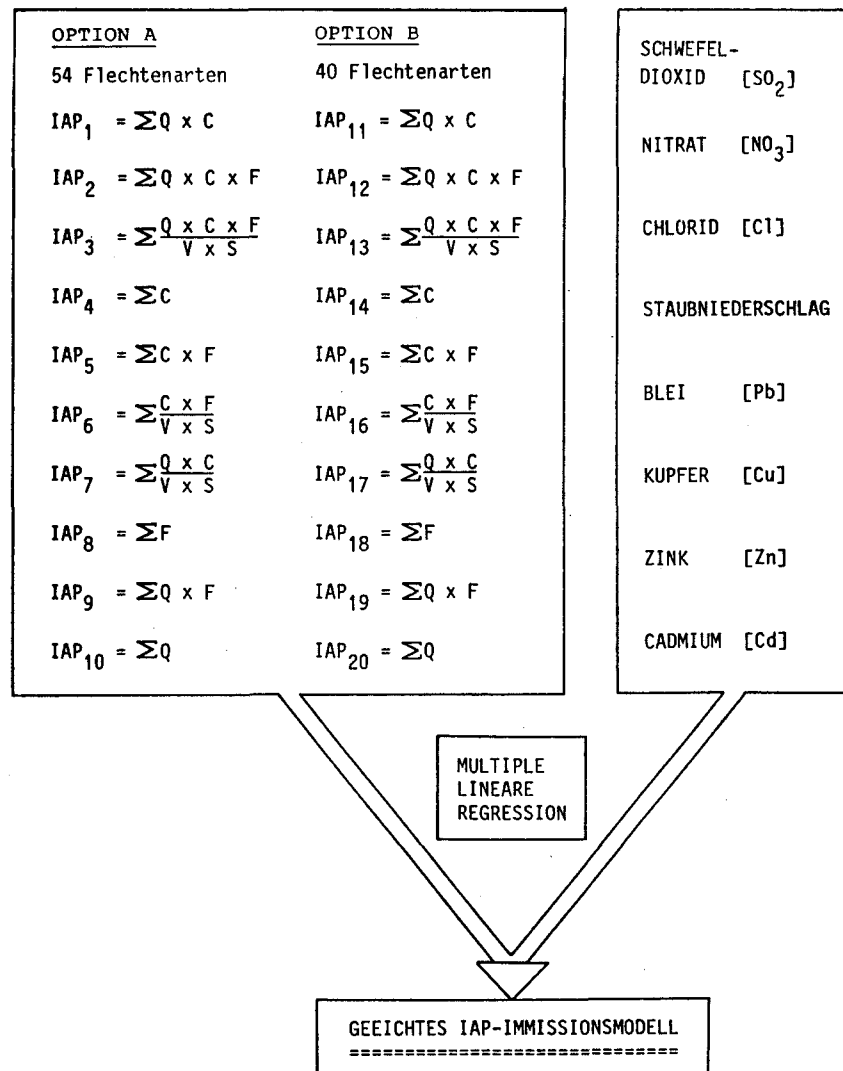 OPTION A OPTION B
54 Flechtenarten 40 Flechtenarten
IAP₁ = ΣQ x C IAP₁₁ = ΣQ x C
IAP₂ = ΣQ x C x F IAP₁₂ = ΣQ x C x F
IAP₃ = Σ(Q x C x F)/(V x S) IAP₁₃ = Σ(Q x C x F)/(V x S)
IAP₄ = ΣC IAP₁₄ = ΣC
IAP₅ = ΣC x F IAP₁₅ = ΣC x F
IAP₆ = Σ(C x F)/(V x S) IAP₁₆ = Σ(C x F)/(V x S)
IAP₇ = Σ(Q x C)/(V x S) IAP₁₇ = Σ(Q x C)/(V x S)
IAP₈ = ΣF IAP₁₈ = ΣF
IAP₉ = ΣQ x F IAP₁₉ = ΣQ x F
IAP₁₀ = ΣQ IAP₂₀ = ΣQ
SCHWEFEL-
DIOXID [SO₂]
NITRAT [NO₃]
CHLORID [Cl]
STAUBNIEDERSCHLAG
BLEI [Pb]
KUPFER [Cu]
ZINK [Zn]
CADMIUM [Cd]
MULTIPLE
LINEARE
REGRESSION
GEEICHTES IAP-IMMISSIONSMODELL
==============================